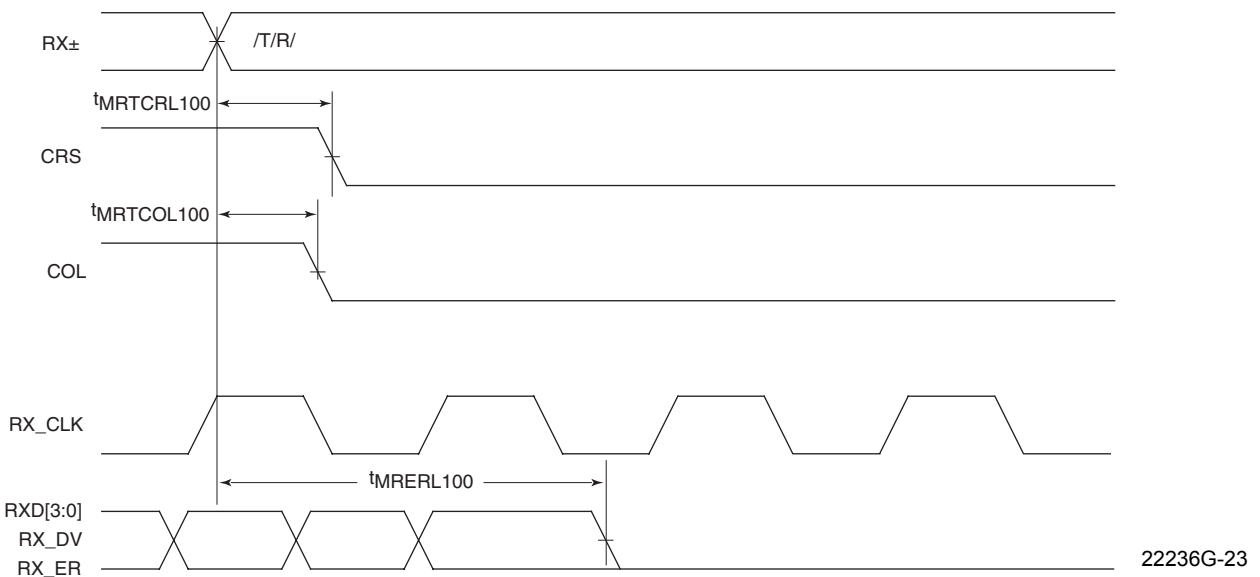 RX±
/T/R/
tMRTCRL100
CRS
tMRTCOL100
COL
RX_CLK
tMRERL100
RXD[3:0]
RX_DV
RX_ER
22236G-23